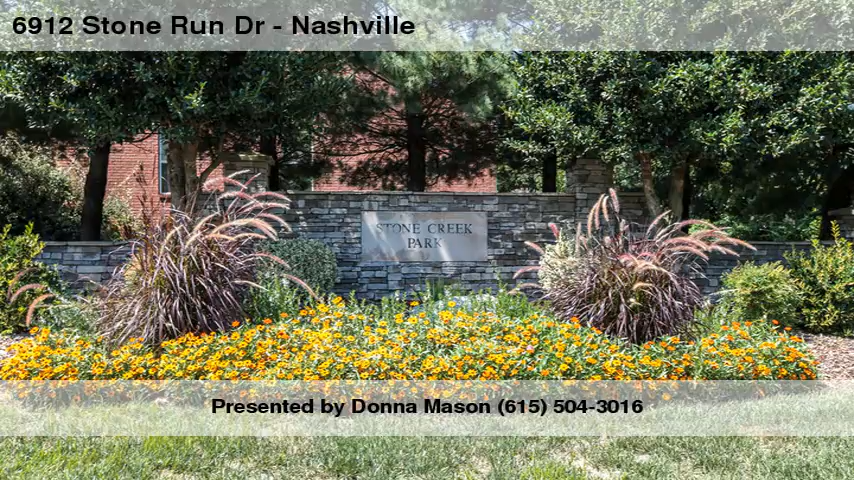 6912 Stone Run Dr - Nashville
STONE CREEK
PARK
Presented by Donna Mason (615) 504-3016